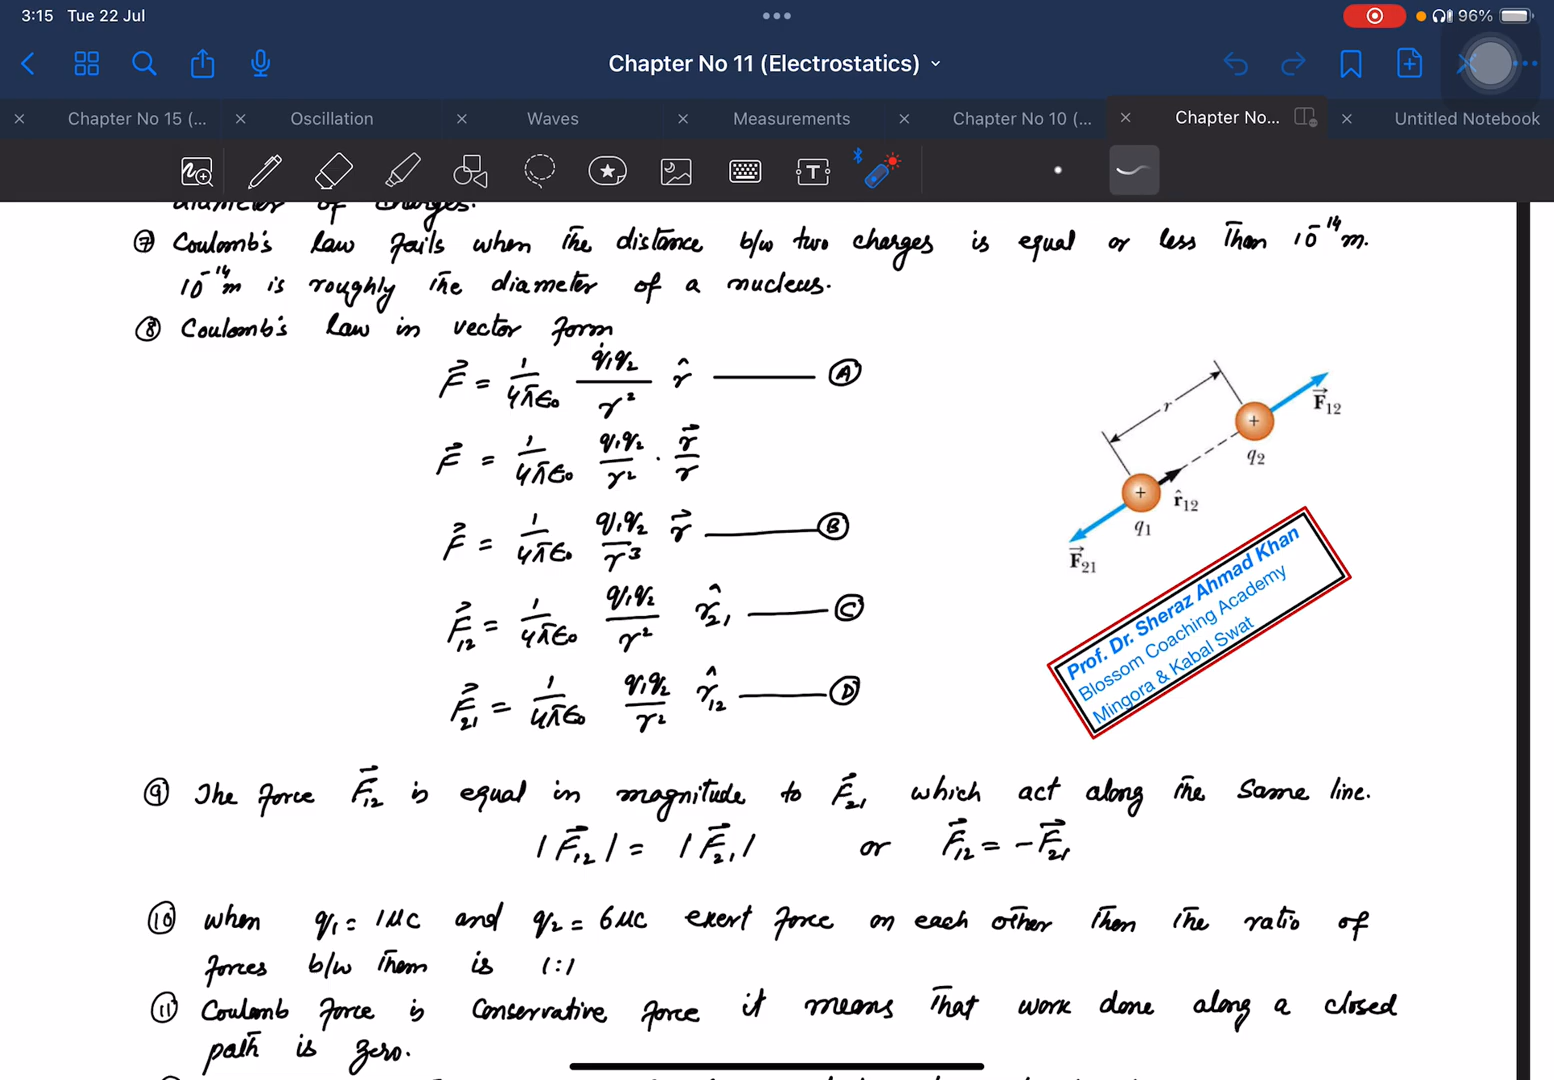 3:15 Tue 22 Jul
96%
Chapter No 11 (Electrostatics)
Chapter No 15 (...
Oscillation
Waves
Measurements
Chapter No 10 (...
Chapter No...
Untitled Notebook
diameter of charges.
⑦ Coulomb's law fails when the distance b/w two charges is equal or less than 10⁻¹⁴m.
10⁻¹⁴m is roughly the diameter of a nucleus.
⑧ Coulomb's law in vector form
F⃗ = 1/4πε₀ q₁q₂/r² r̂ —— Ⓐ
F⃗ = 1/4πε₀ q₁q₂/r² · r⃗/r
F⃗ = 1/4πε₀ q₁q₂/r³ r⃗ —— Ⓑ
F⃗₁₂ = 1/4πε₀ q₁q₂/r² r̂₂₁ —— Ⓒ
F⃗₂₁ = 1/4πε₀ q₁q₂/r² r̂₁₂ —— Ⓓ
r
F⃗₁₂
+
q₂
+
r̂₁₂
q₁
F⃗₂₁
Prof. Dr. Sheraz Ahmad Khan
Blossom Coaching Academy
Mingora & Kabal Swat
⑨ The force F⃗₁₂ is equal in magnitude to F⃗₂₁ which act along the same line.
|F⃗₁₂| = |F⃗₂₁| or F⃗₁₂ = -F⃗₂₁
⑩ when q₁ = 1μc and q₂ = 6μc exert force on each other then the ratio of
forces b/w them is 1:1
⑪ Coulomb force is conservative force it means that work done along a closed
path is zero.